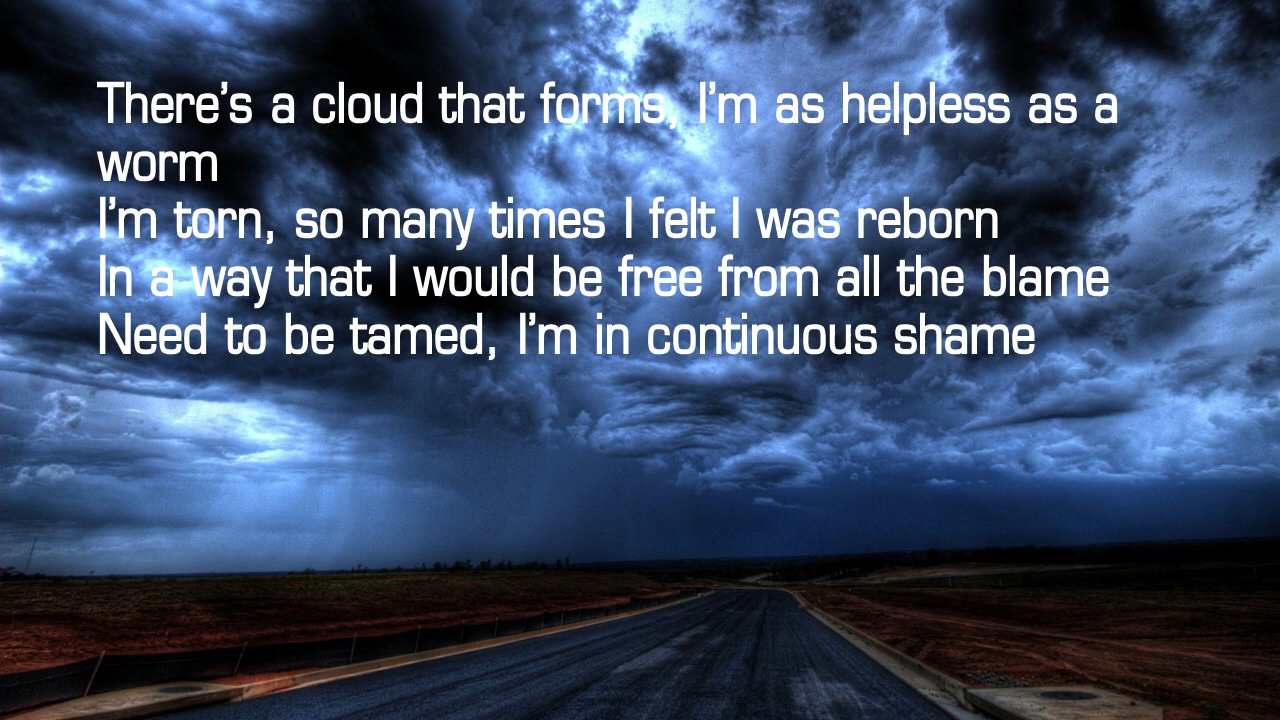 There's a cloud that forms, I'm as helpless as a
worm
I'm torn, so many times I felt I was reborn
In a way that I would be free from all the blame
Need to be tamed, I'm in continuous shame